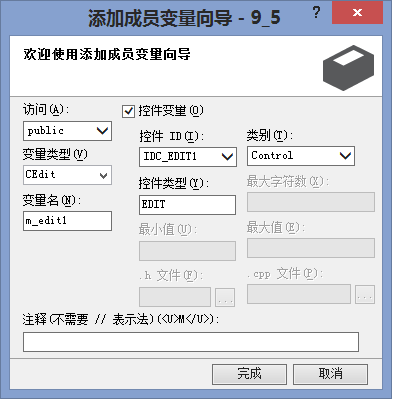 添加成员变量向导 - 9_5
?
欢迎使用添加成员变量向导
访问(A):
控件变量(O)
public
控件 ID(I):
类别(T):
变量类型(V)
IDC_EDIT1
Control
CEdit
控件类型(Y):
最大字符数(X):
变量名(N):
EDIT
m_edit1
最小值(U):
最大值(E):
.h 文件(F):
.cpp 文件(P):
...
...
注释(不需要 // 表示法)(<U>M</U>):
完成
取消